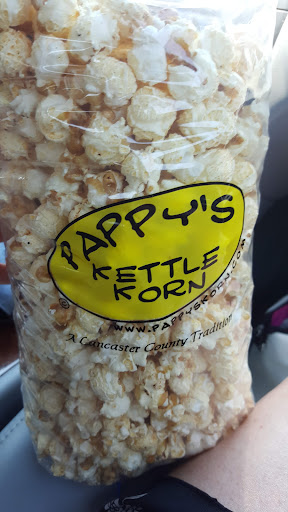 PAPPY'S
KETTLE
KORN
©
WWW.PAPPYSKORN.COM
A Lancaster County Tradition